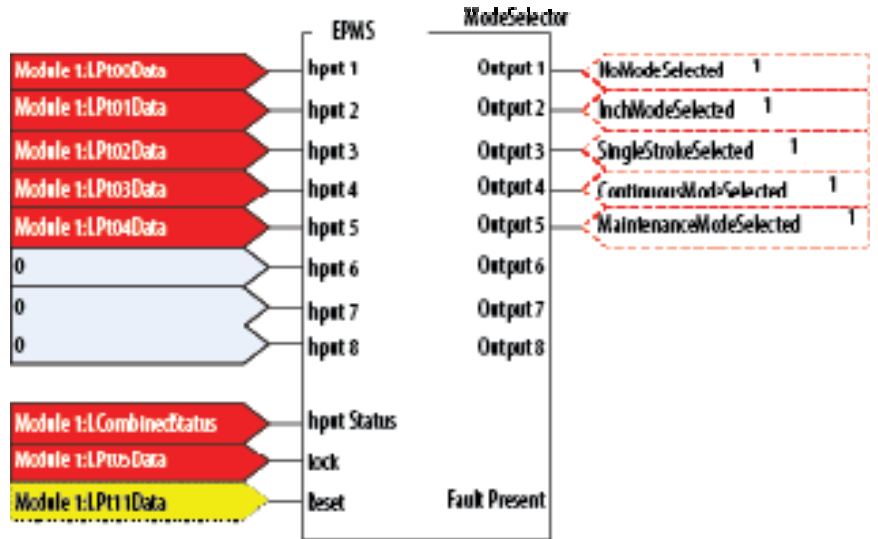 EPMS ModeSelector
Module 1:I.Pt00Data Input 1 Output 1 NoModeSelected 1
Module 1:I.Pt01Data Input 2 Output 2 InchModeSelected 1
Module 1:I.Pt02Data Input 3 Output 3 SingleStrokeSelected 1
Module 1:I.Pt03Data Input 4 Output 4 ContinuousModeSelected 1
Module 1:I.Pt04Data Input 5 Output 5 MaintenanceModeSelected 1
0 Input 6 Output 6
0 Input 7 Output 7
0 Input 8 Output 8
Module 1:I.CombinedStatus Input Status
Module 1:I.Pt05Data Lock
Module 1:I.Pt11Data Reset Fault Present